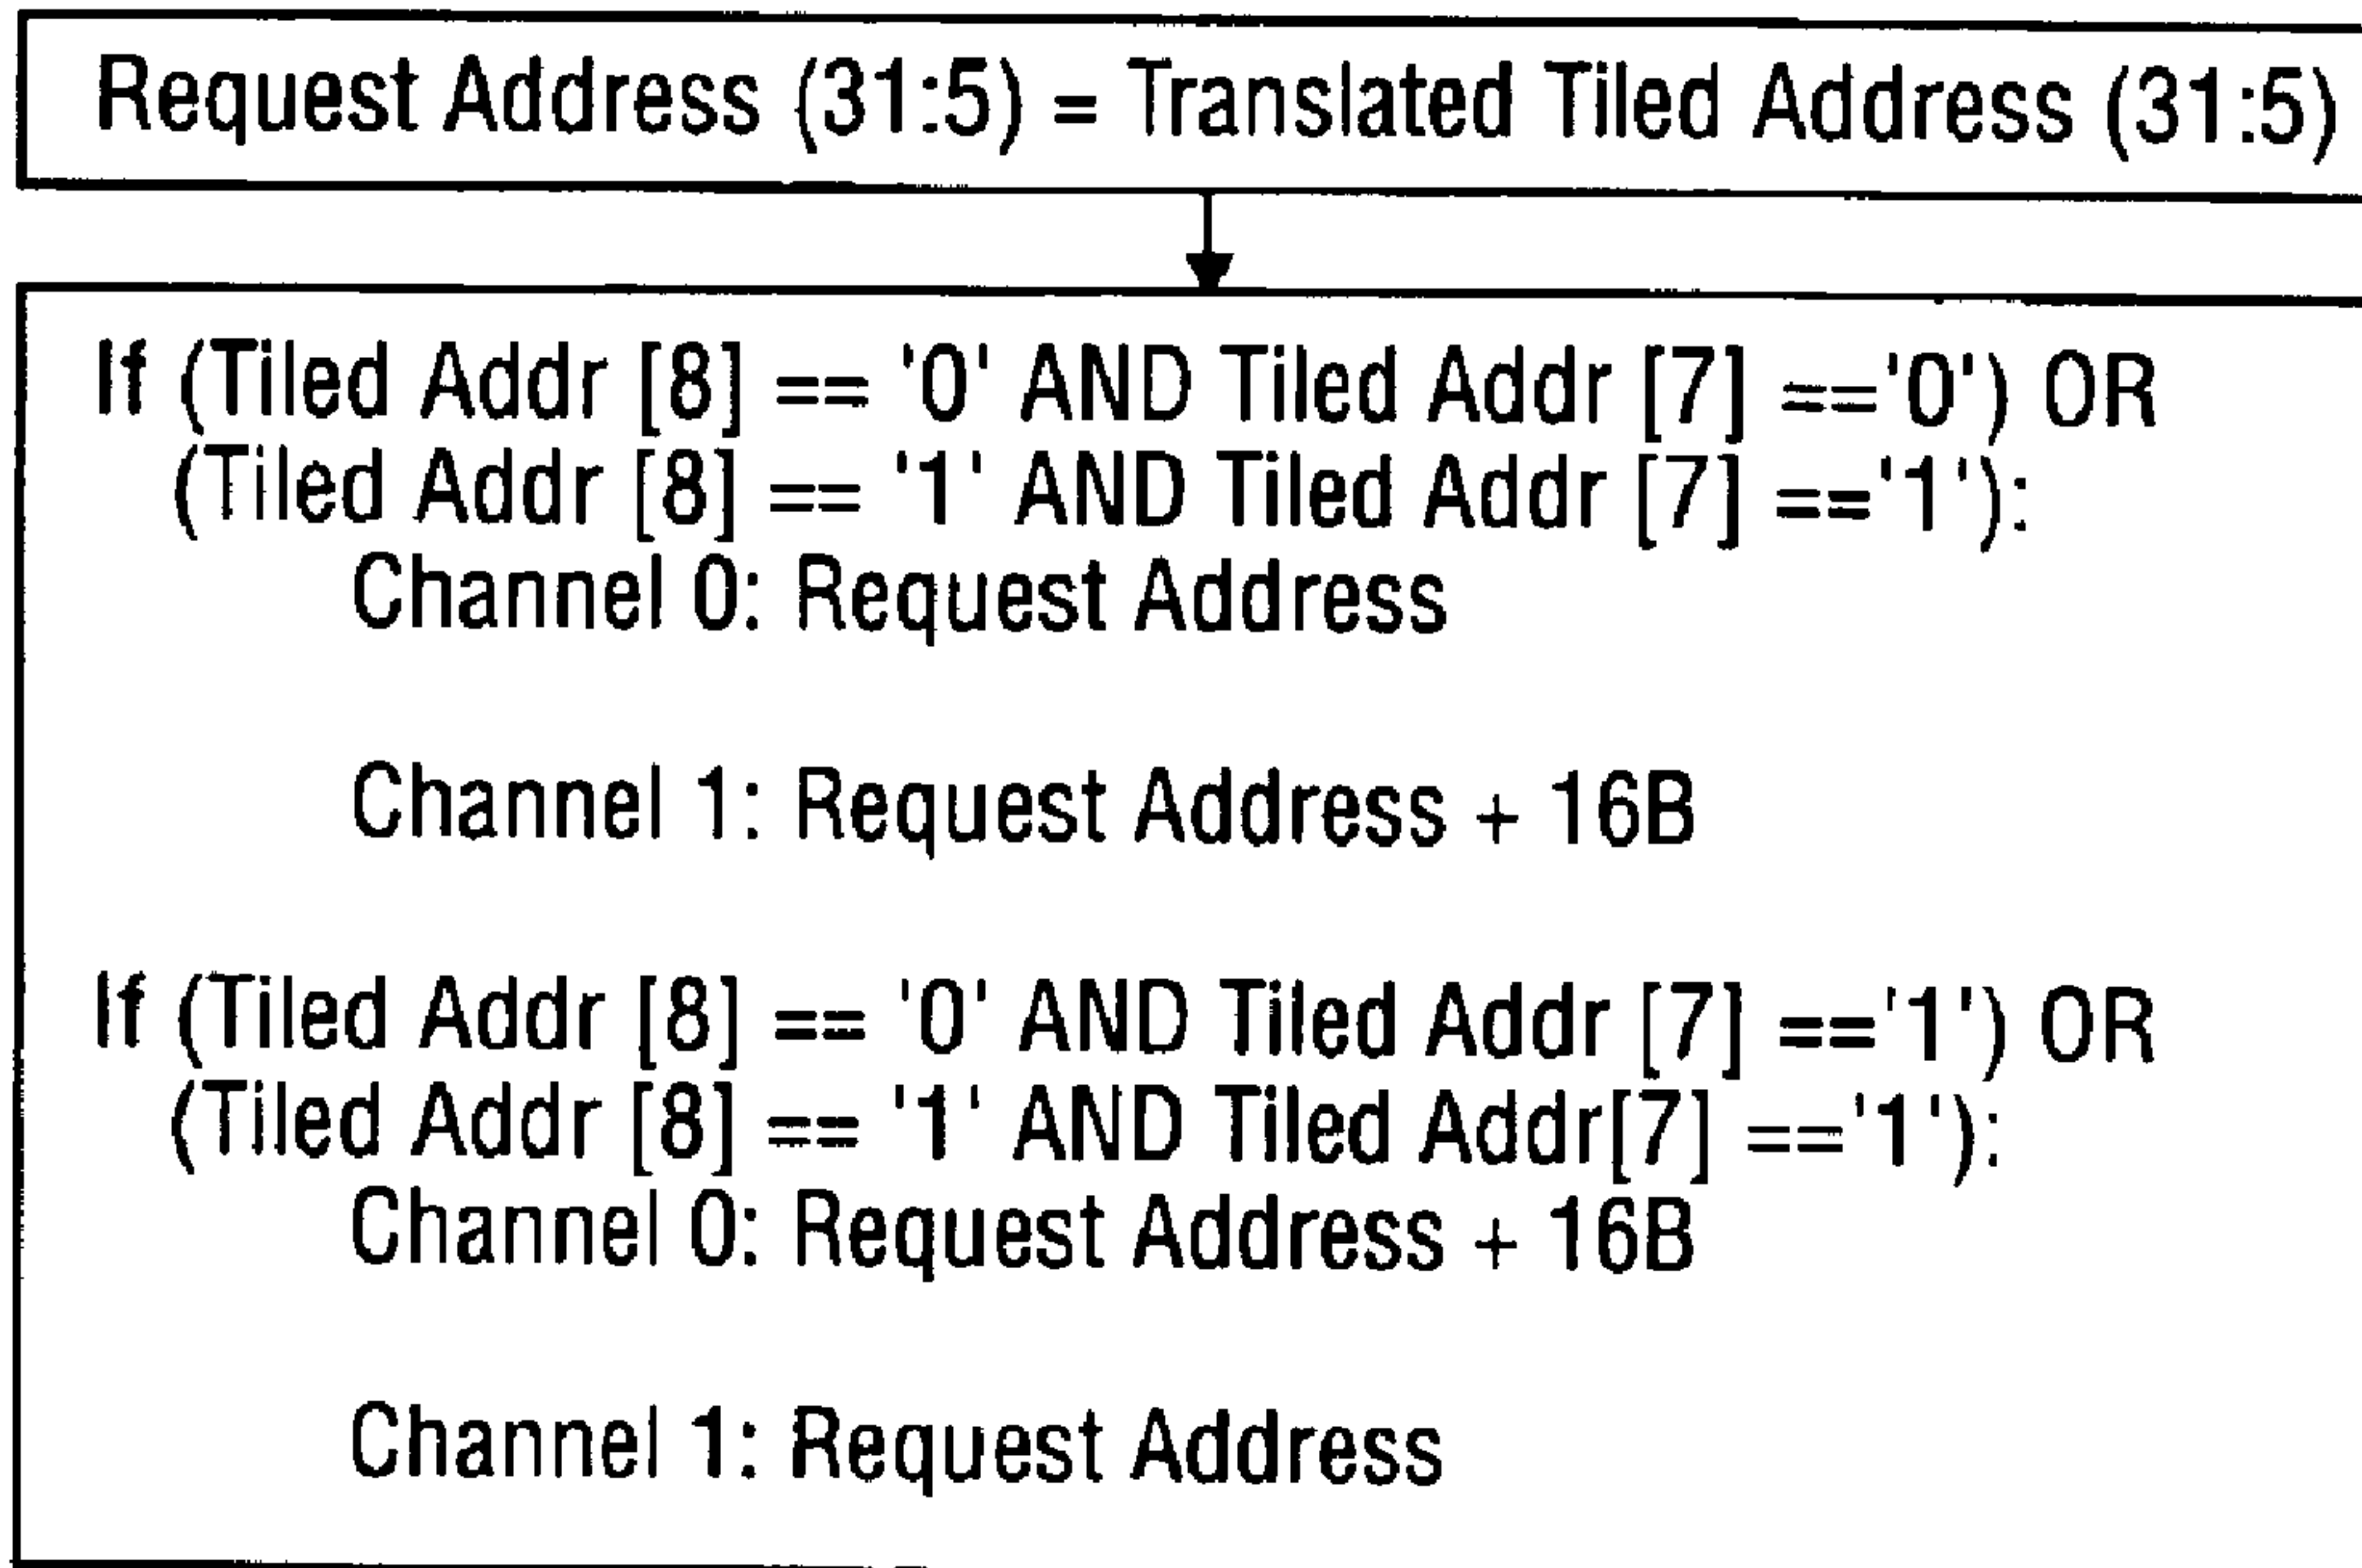 Request Address (31:5) = Translated Tiled Address (31:5)
If (Tiled Addr [8] == '0' AND Tiled Addr [7] =='0') OR
(Tiled Addr [8] == '1' AND Tiled Addr [7] =='1'):
Channel 0: Request Address
Channel 1: Request Address + 16B
If (Tiled Addr [8] == '0' AND Tiled Addr [7] =='1') OR
(Tiled Addr [8] == '1' AND Tiled Addr[7] =='1'):
Channel 0: Request Address + 16B
Channel 1: Request Address